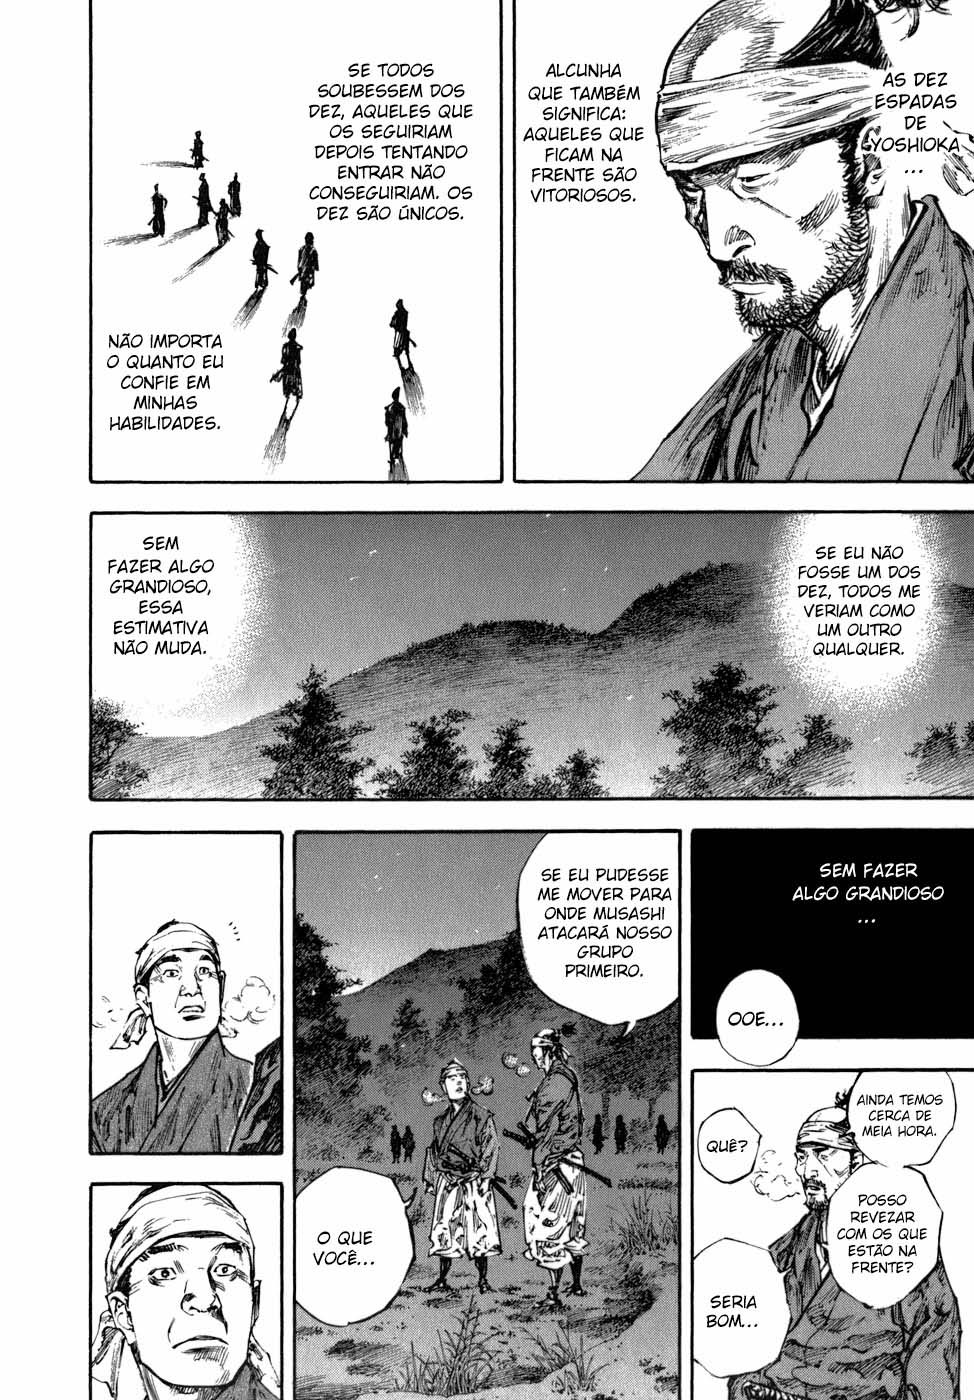 AS DEZ
ESPADAS
DE
YOSHIOKA
...
ALCUNHA
QUE TAMBÉM
SIGNIFICA:
AQUELES QUE
FICAM NA
FRENTE SÃO
VITORIOSOS.
SE TODOS
SOUBESSEM DOS
DEZ, AQUELES QUE
OS SEGUIRIAM
DEPOIS TENTANDO
ENTRAR NÃO
CONSEGUIRIAM. OS
DEZ SÃO ÚNICOS.
NÃO IMPORTA
O QUANTO EU
CONFIE EM
MINHAS
HABILIDADES.
SE EU NÃO
FOSSE UM DOS
DEZ, TODOS ME
VERIAM COMO
UM OUTRO
QUALQUER.
SEM
FAZER ALGO
GRANDIOSO,
ESSA
ESTIMATIVA
NÃO MUDA.
SEM FAZER
ALGO GRANDIOSO
...
OOE...
AINDA TEMOS
CERCA DE
MEIA HORA.
QUÊ?
POSSO
REVEZAR
COM OS QUE
ESTÃO NA
FRENTE?
SERIA
BOM...
SE EU PUDESSE
ME MOVER PARA
ONDE MUSASHI
ATACARÁ NOSSO
GRUPO
PRIMEIRO.
O QUE
VOCÊ...